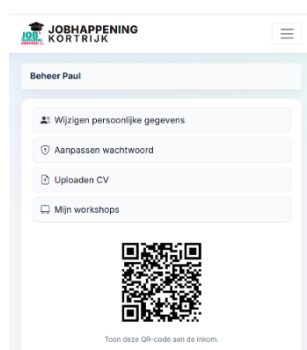 JOBHAPPENING
KORTRIJK
Beheer Paul
Wijzigen persoonlijke gegevens
Aanpassen wachtwoord
Uploaden CV
Mijn workshops
Toon deze QR-code aan de inkom.